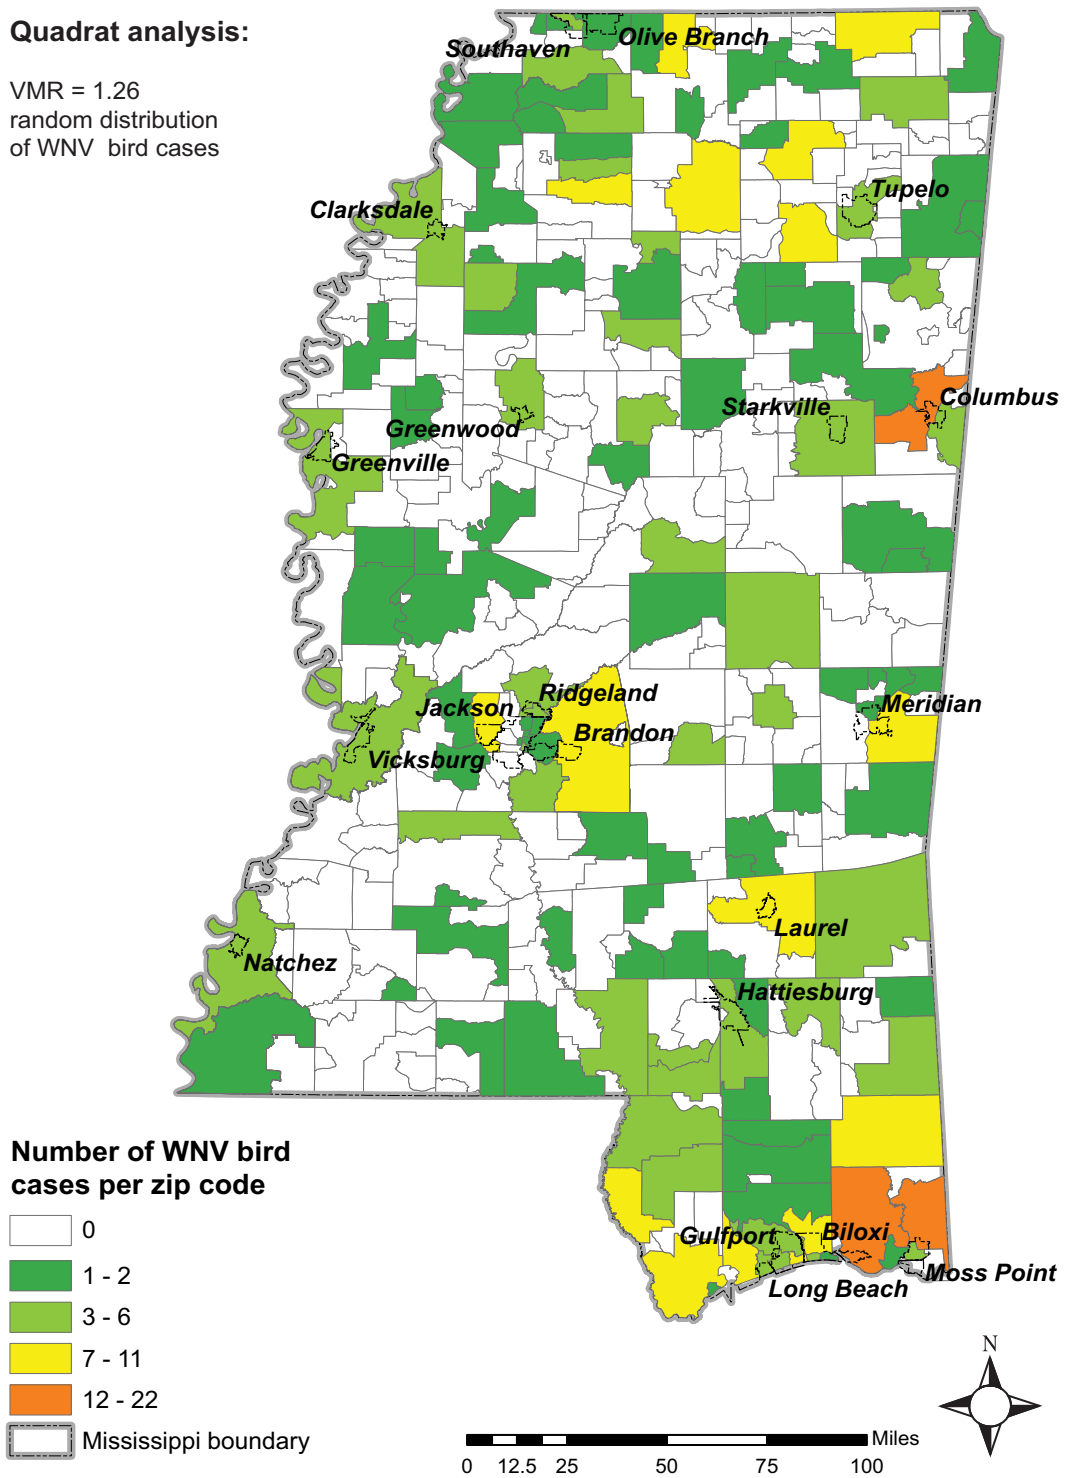 Quadrat analysis:
VMR = 1.26
random distribution
of WNV bird cases
Southaven
Olive Branch
Clarksdale
Tupelo
Columbus
Starkville
Greenwood
Greenville
Ridgeland
Jackson
Meridian
Brandon
Vicksburg
Laurel
Natchez
Hattiesburg
Gulfport
Biloxi
Moss Point
Long Beach
Number of WNV bird
cases per zip code
0
1 - 2
3 - 6
7 - 11
12 - 22
Mississippi boundary
N
Miles
0 12.5 25 50 75 100